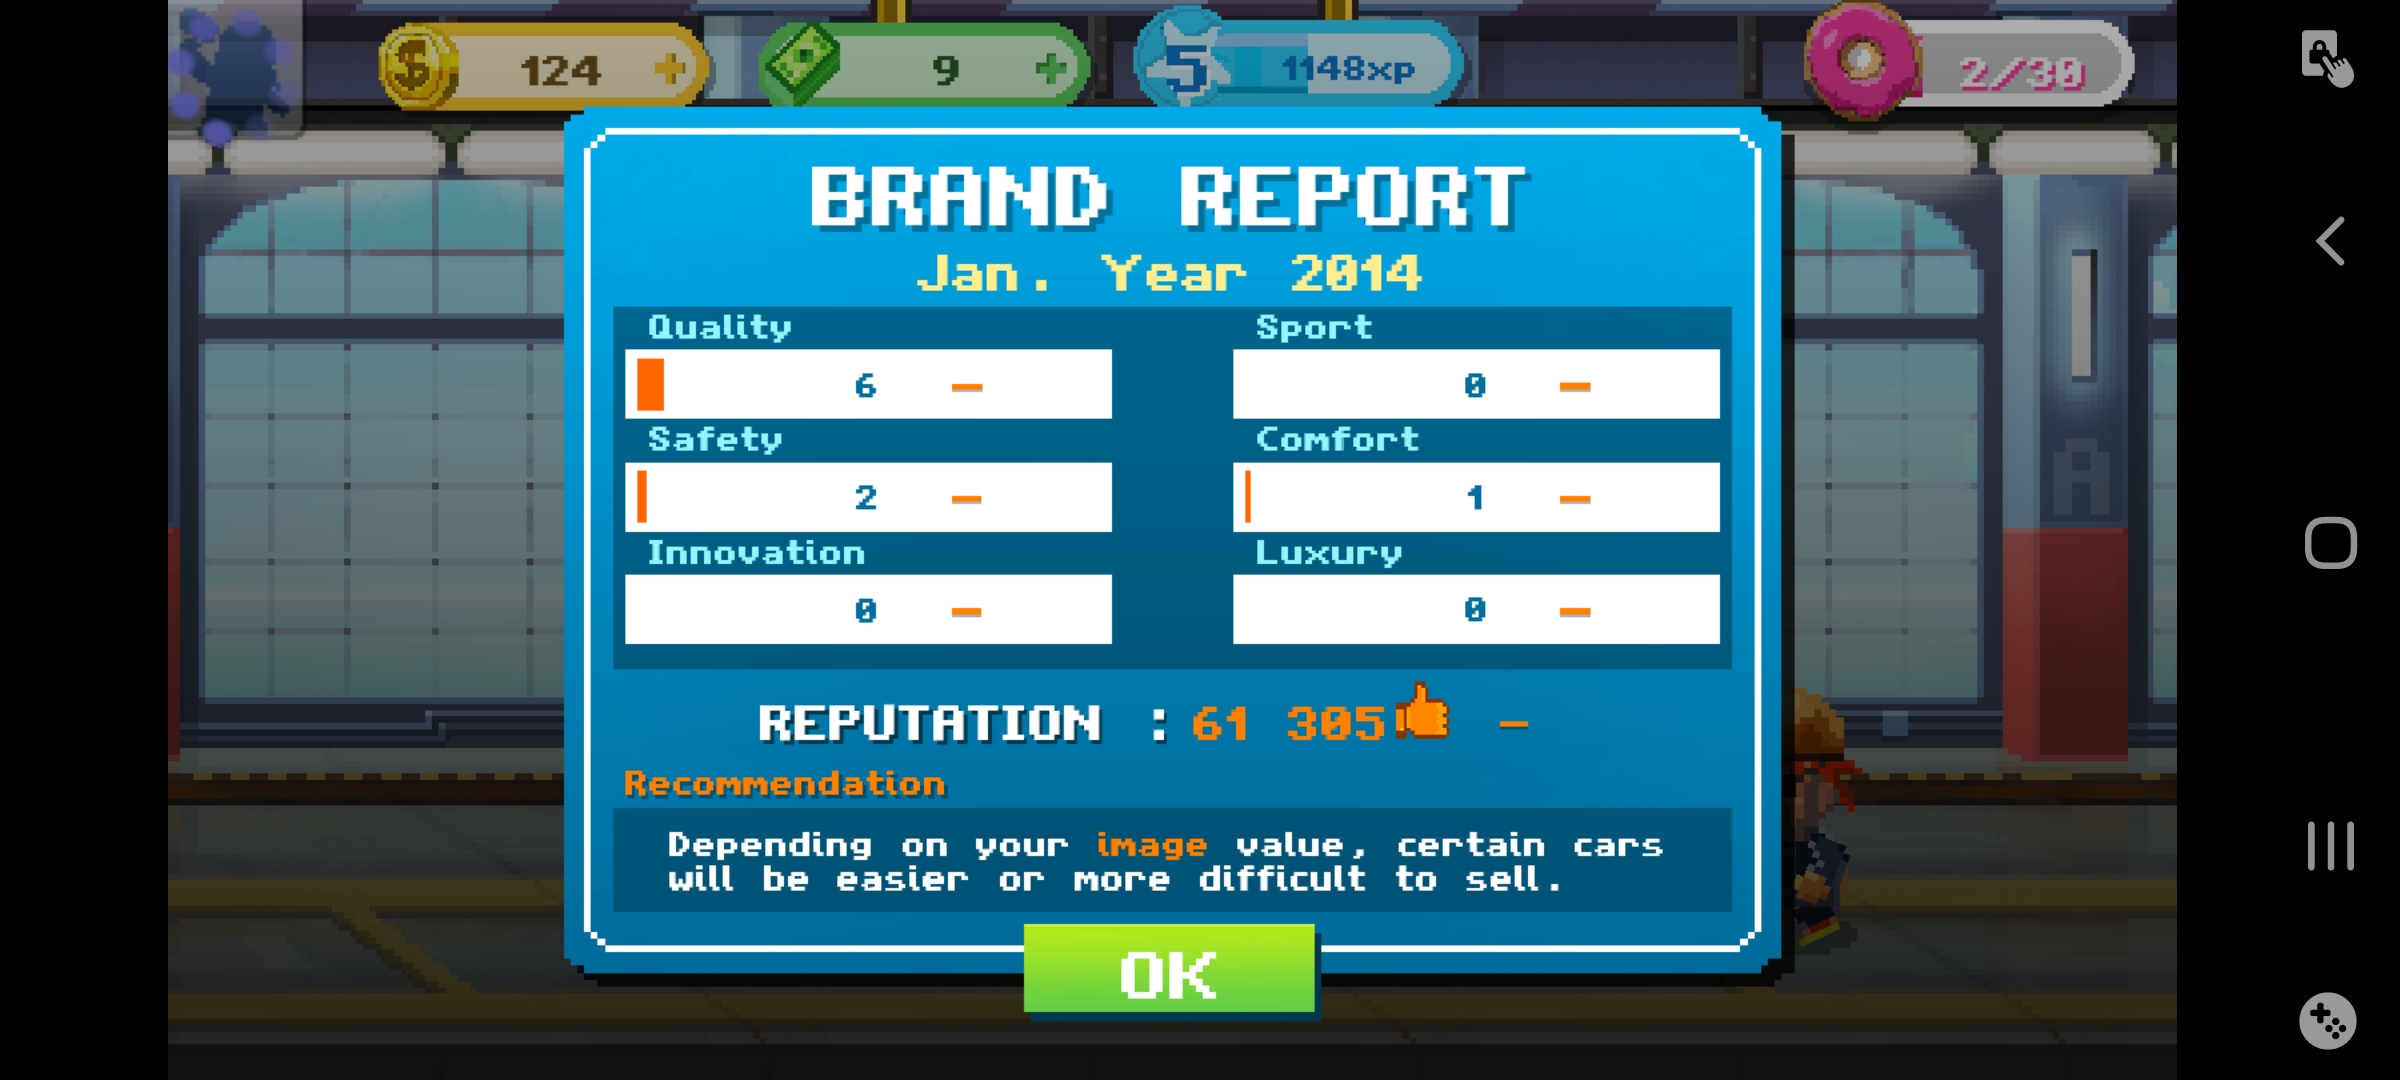 124 + 9 + 5 1148xp 2/30
BRAND REPORT
Jan. Year 2014
Quality Sport
6 – 0 –
Safety Comfort
2 – 1 –
Innovation Luxury
0 – 0 –
REPUTATION : 61 305 –
Recommendation
Depending on your image value, certain cars
will be easier or more difficult to sell.
OK
A